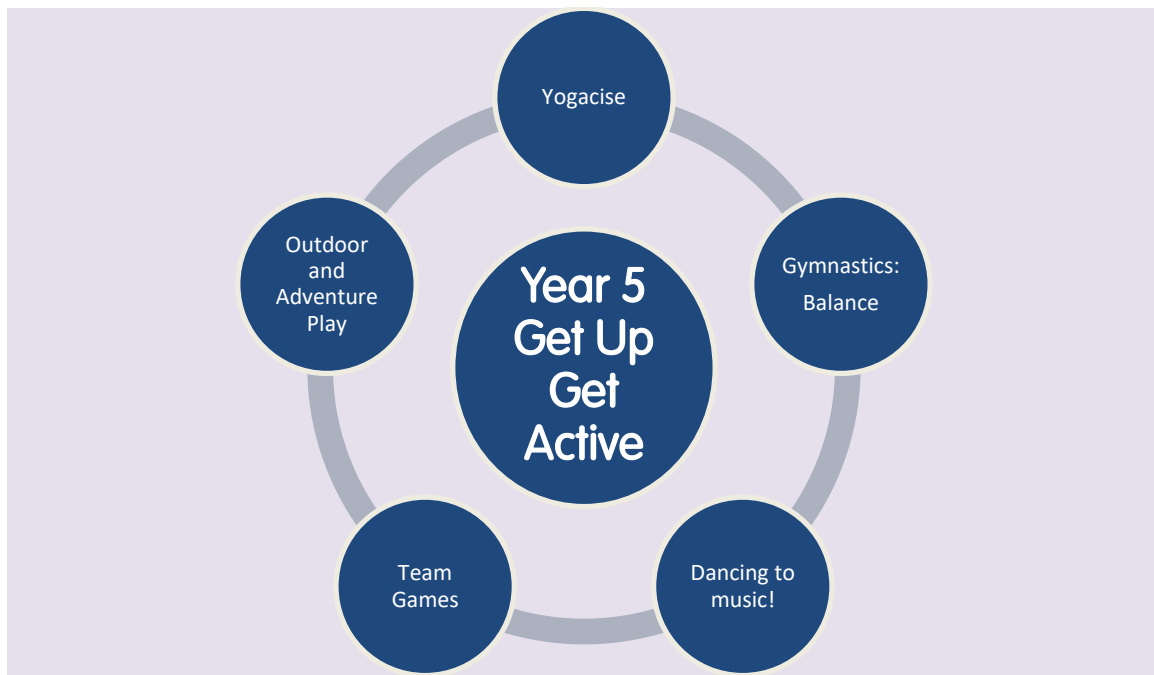 Yogacise
Gymnastics:
Balance
Dancing to
music!
Team
Games
Outdoor
and
Adventure
Play
Year 5
Get Up
Get
Active